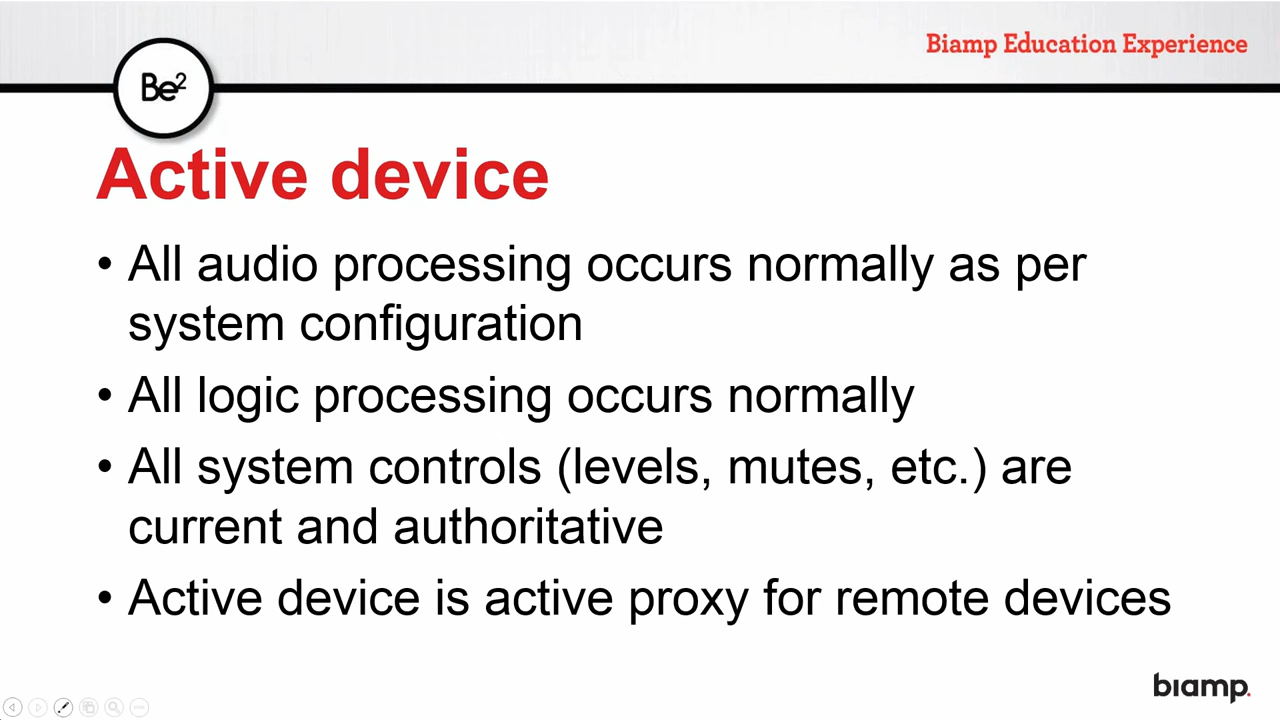 Biamp Education Experience
Be²
Active device
• All audio processing occurs normally as per
system configuration
• All logic processing occurs normally
• All system controls (levels, mutes, etc.) are
current and authoritative
• Active device is active proxy for remote devices
biamp.